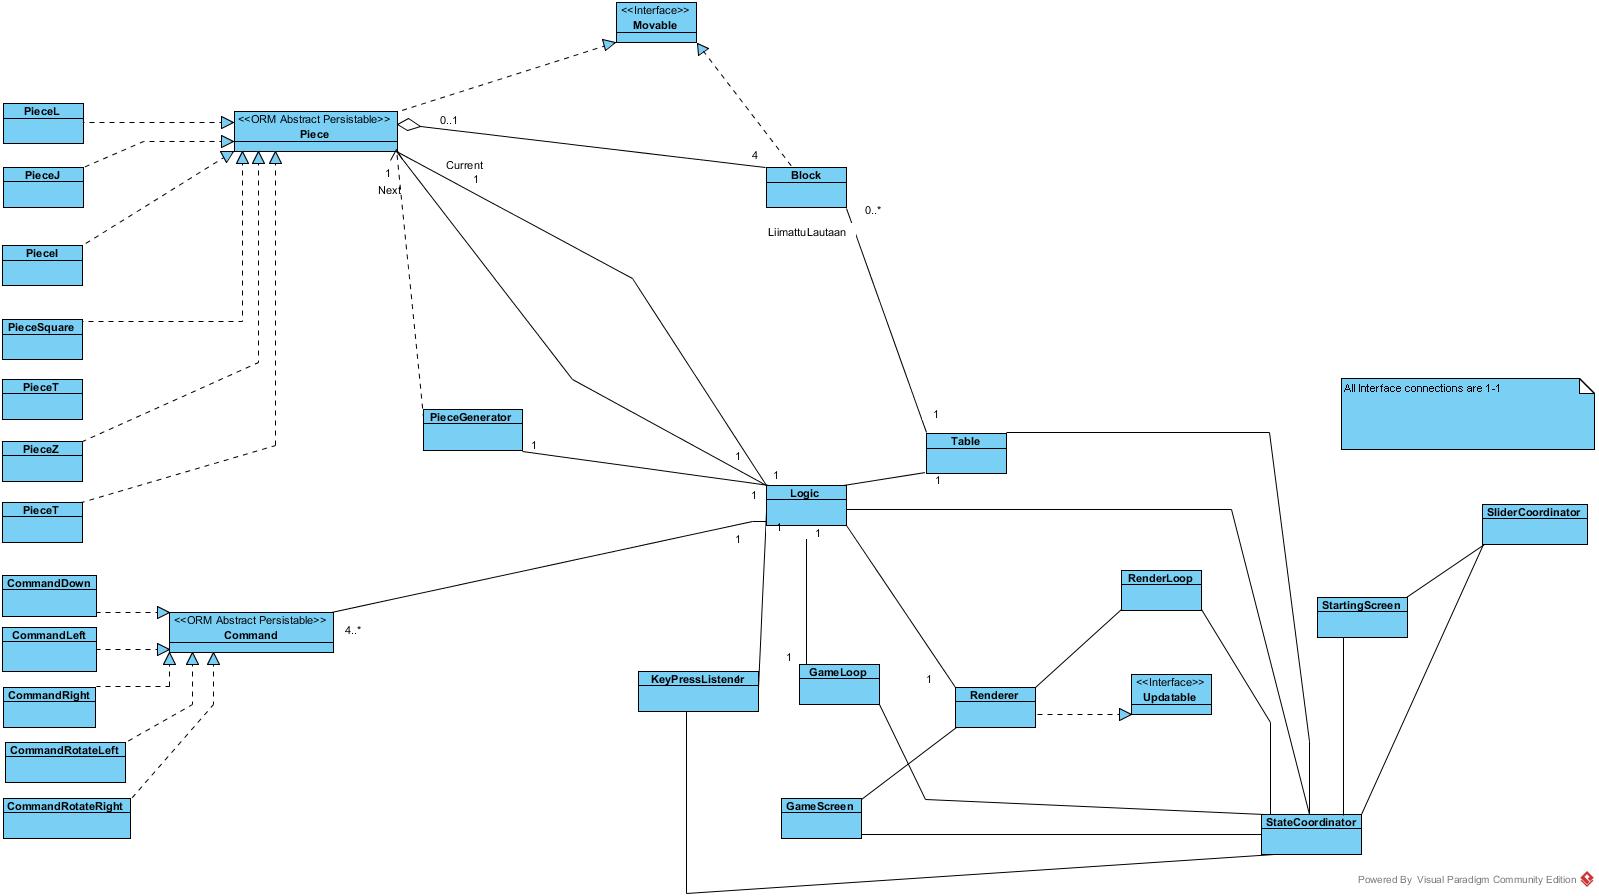 <<Interface>>
Movable
PieceL
<<ORM Abstract Persistable>>
Piece
0..1
4
Current
1
1
Next
PieceJ
Block
0..*
LiimattuLautaan
PieceI
PieceSquare
PieceT
PieceZ
PieceT
PieceGenerator
1
1
Table
1
All Interface connections are 1-1
1
1
1
Logic
1
1
1
SliderCoordinator
CommandDown
<<ORM Abstract Persistable>>
Command
4..*
CommandLeft
CommandRight
CommandRotateLeft
CommandRotateRight
RenderLoop
StartingScreen
KeyPressListener
1
GameLoop
1
Renderer
<<Interface>>
Updatable
GameScreen
StateCoordinator
Powered By Visual Paradigm Community Edition